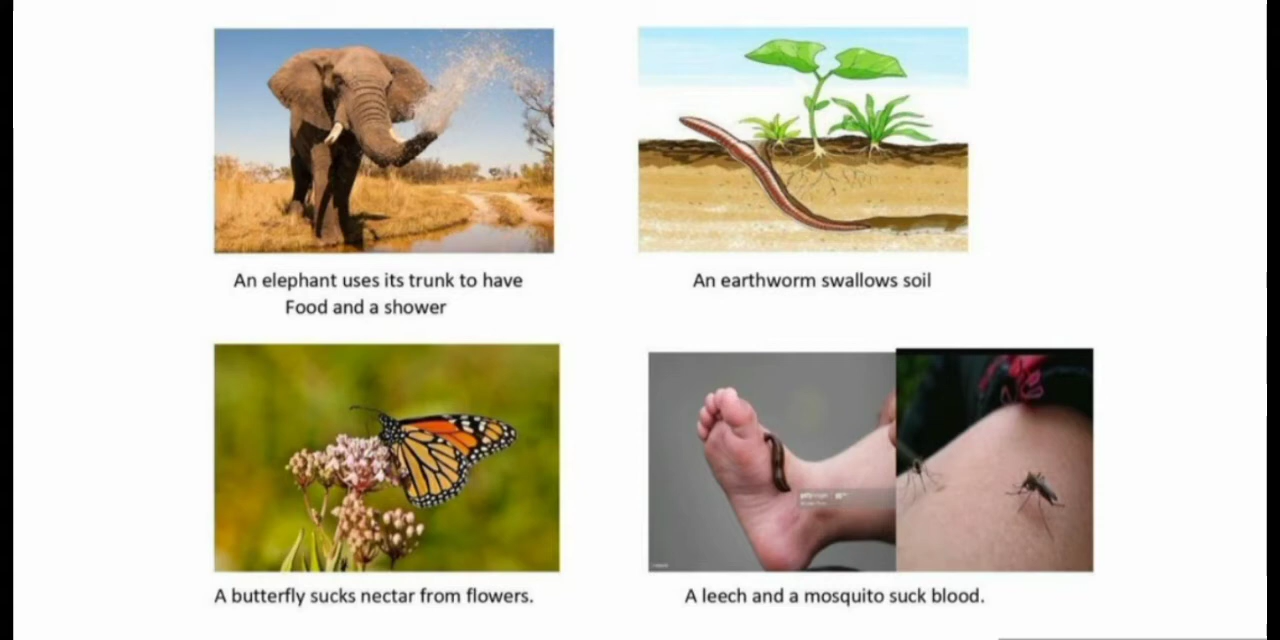 An elephant uses its trunk to have
Food and a shower
An earthworm swallows soil
A butterfly sucks nectar from flowers.
A leech and a mosquito suck blood.